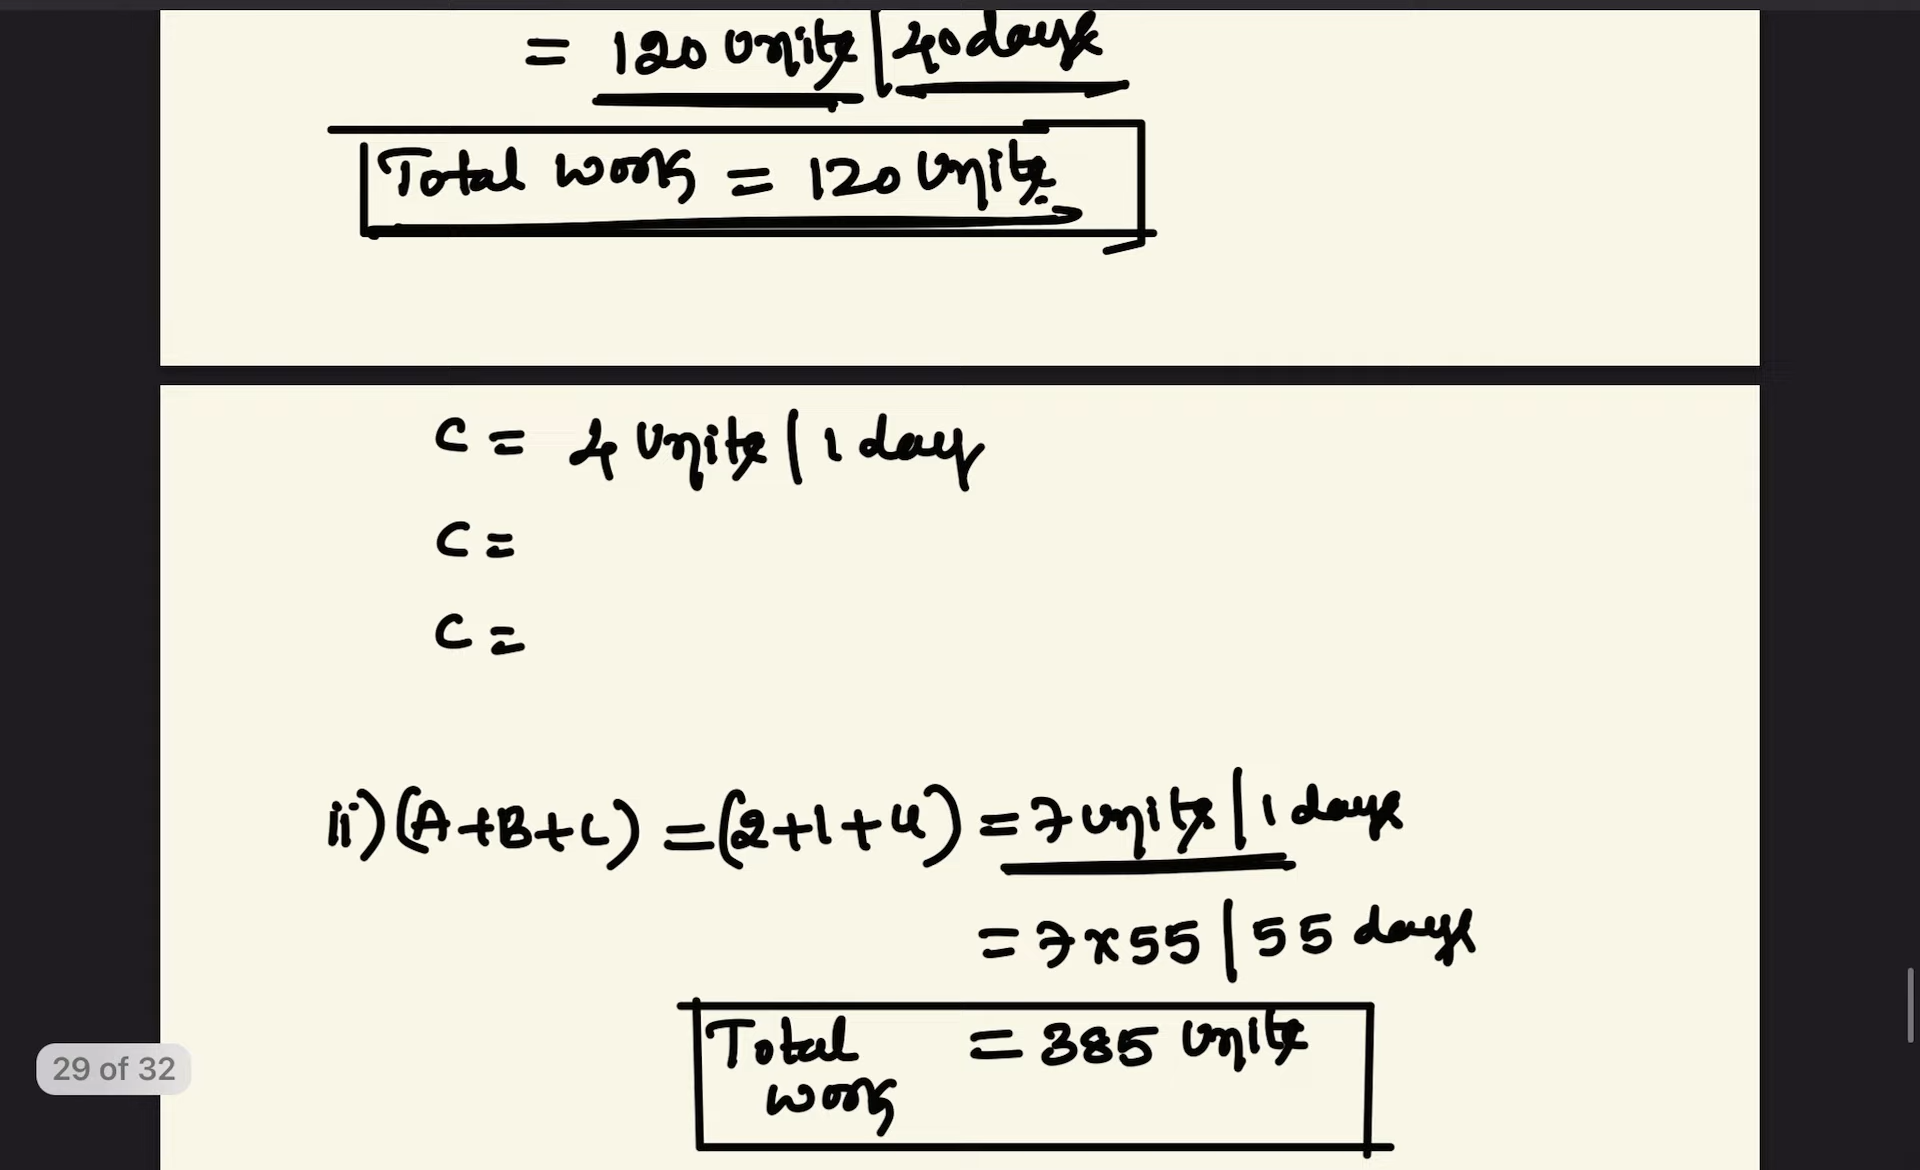 = 120 units | 40 days
Total work = 120 units.
C = 4 units | 1 day
C =
C =
ii) (A+B+C) = (2+1+4) = 7 units | 1 days
= 7 x 55 | 55 days
Total work = 385 units
29 of 32